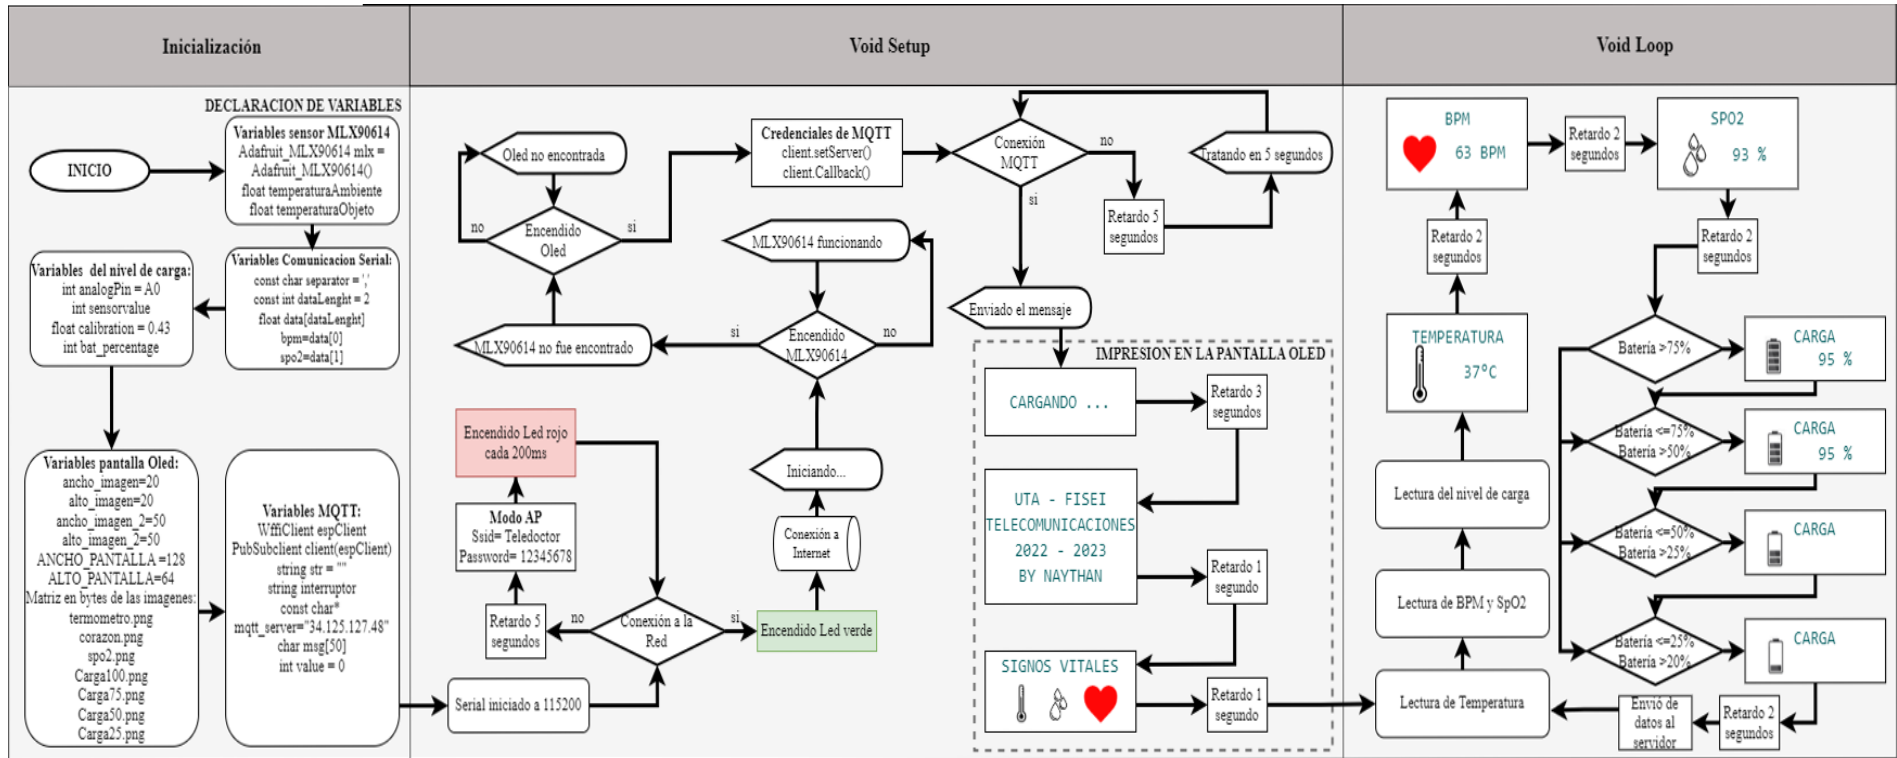 Inicialización
Void Setup
Void Loop
DECLARACION DE VARIABLES
INICIO
Variables sensor MLX90614
Adafruit_MLX90614 mlx =
Adafruit_MLX90614()
float temperaturaAmbiente
float temperaturaObjeto
Variables Comunicacion Serial:
const char separator = ','
const int dataLenght = 2
float data[dataLenght]
bpm=data[0]
spo2=data[1]
Variables del nivel de carga:
int analogPin = A0
int sensorvalue
float calibration = 0.43
int bat_percentage
Variables pantalla Oled:
ancho_imagen=20
alto_imagen=20
ancho_imagen_2=50
alto_imagen_2=50
ANCHO_PANTALLA =128
ALTO_PANTALLA=64
Matriz en bytes de las imagenes:
termometro.png
corazon.png
spo2.png
Carga100.png
Carga75.png
Carga50.png
Carga25.png
Variables MQTT:
WffiClient espClient
PubSubclient client(espClient)
string str = ""
string interruptor
const char*
mqtt_server="34.125.127.48"
char msg[50]
int value = 0
Serial iniciado a 115200
Conexión a la
Red
no
si
Retardo 5
segundos
Modo AP
Ssid= Teledoctor
Password= 12345678
Encendido Led rojo
cada 200ms
Encendido Led verde
Conexión a
Internet
Iniciando...
Encendido
MLX90614
si
no
MLX90614 funcionando
MLX90614 no fue encontrado
Encendido
Oled
no
si
Oled no encontrada
Credenciales de MQTT
client.setServer()
client.Callback()
Conexión
MQTT
no
si
Retardo 5
segundos
Tratando en 5 segundos
Enviado el mensaje
IMPRESION EN LA PANTALLA OLED
CARGANDO ...
Retardo 3
segundos
UTA - FISEI
TELECOMUNICACIONES
2022 - 2023
BY NAYTHAN
Retardo 1
segundo
SIGNOS VITALES
Retardo 1
segundo
Lectura de Temperatura
Lectura de BPM y SpO2
Lectura del nivel de carga
TEMPERATURA
37°C
Retardo 2
segundos
BPM
63 BPM
Retardo 2
segundos
SPO2
93 %
Retardo 2
segundos
Batería >75%
CARGA
95 %
Batería <=75%
Batería >50%
CARGA
95 %
Batería <=50%
Batería >25%
CARGA
Batería <=25%
Batería >20%
CARGA
Retardo 2
segundos
Envió de
datos al
servidor